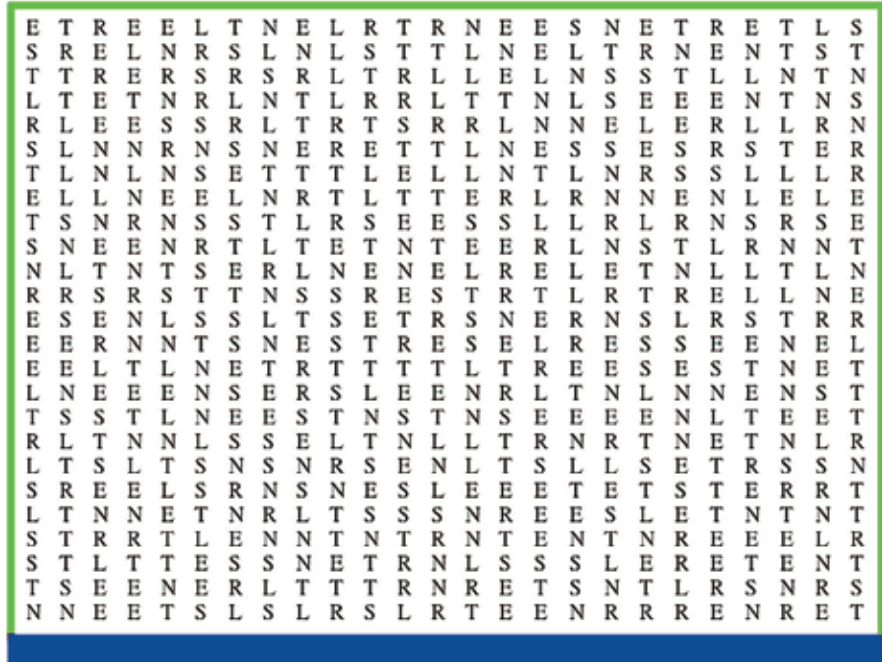 E T R E E L T N E L R T R N E E S N E T R E T L S
S R E L N R S L N L S T T L N E L T R N E N T S T
T T R E R S R S R L T R L L E L N S S T L L N T N
L T E T N R L N T L R R L T T N L S E E E N T N S
R L E E S S R L T R T S R R L N N E L E R L L R N
S L N N R N S N E R E T T L N E S S E S R S T E R
T L N L N S E T T T L E L L N T L N R S S L L L R
E L L N E E L N R T L T T E R L R N N E N L E L E
T S N R N S S T L R S E E S S L L R L R N S R S E
S N E E N R T L T E T N T E E R L N S T L R N N T
N L T N T S E R L N E N E L R E L E T N L L T L N
R R S R S T T N S S R E S T R T L R T R E L L N E
E S E N L S S L T S E T R S N E R N S L R S T R R
E E R N N T S N E S T R E S E L R E S S E E N E L
E E L T L N E T R T T T T L T R E E S E S T N E T
L N E E E N S E R S L E E N R L T N L N N E N S T
T S S T L N E E S T N S T N S E E E E N L T E E T
R L T N N L S S E L T N L L T R N R T N E T N L R
L T S L T S N S N R S E N L T S L L S E T R S S N
S R E E L S R N S N E S L E E E T E T S T E R R T
L T N N E T N R L T S S S N R E E S L E T N T N T
S T R R T L E N N T N T R N T E N T N R E E E L R
S T L T T E S S N E T R N L S S S L E R E T E N T
T S E E N E R L T T T R N R E T S N T L R S N R S
N N E E T S L S L R S L R T E E N R R R E N R E T